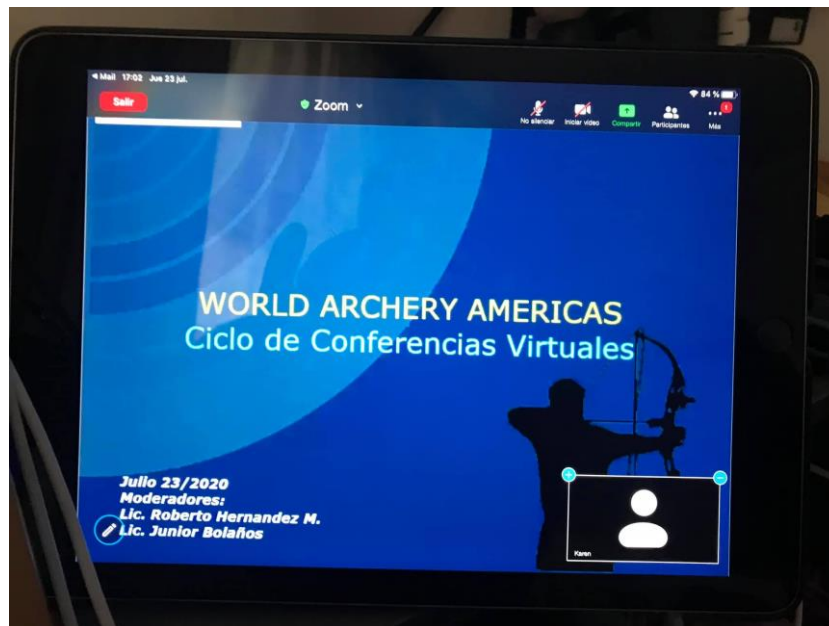 Mail 17:02 Jue 23 jul.
84 %
Salir
Zoom
No silenciar
Iniciar video
Compartir
Participantes
Más
1
WORLD ARCHERY AMERICAS
Ciclo de Conferencias Virtuales
Julio 23/2020
Moderadores:
Lic. Roberto Hernandez M.
Lic. Junior Bolaños
Karen